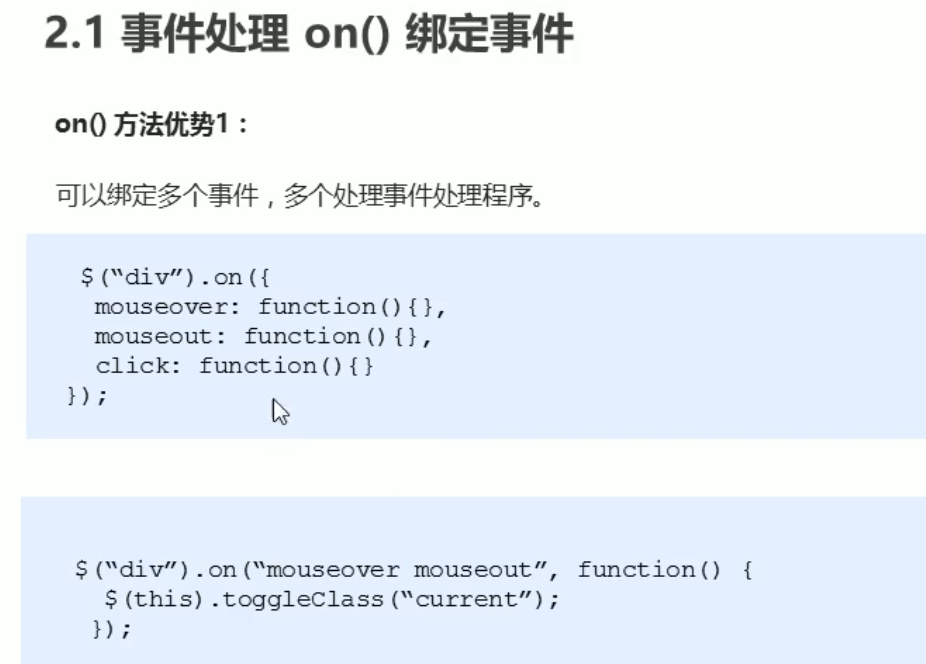 2.1 事件处理 on() 绑定事件
on() 方法优势1：
可以绑定多个事件，多个处理事件处理程序。
$(“div”).on({
mouseover: function(){},
mouseout: function(){},
click: function(){}
});
$(“div”).on(“mouseover mouseout”, function() {
$(this).toggleClass(“current”);
});